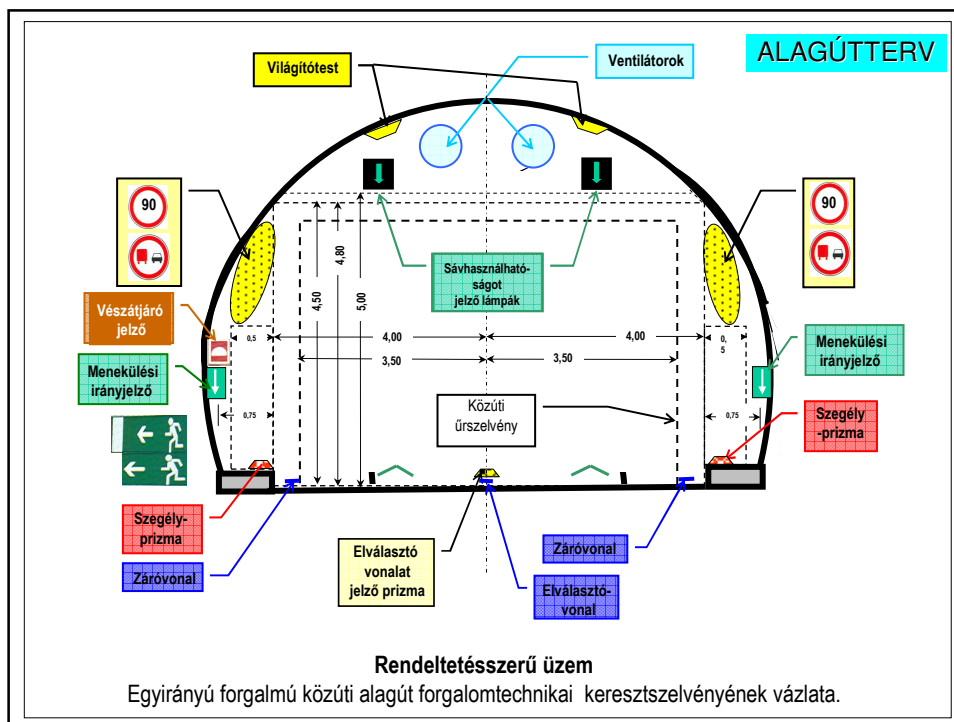 ALAGÚTTERV
Világítótest
Ventilátorok
90
90
Sávhasználható-
ságot
jelző lámpák
4,50
4,80
5,00
Vészátjáró
jelző
0,5
4,00
4,00
0,
5
3,50
3,50
Menekülési
irányjelző
Menekülési
irányjelző
Közúti
űrszelvény
0,75
0,75
Szegély
-prizma
Szegély-
prizma
Záróvonal
Elválasztó
vonalat
jelző prizma
Záróvonal
Elválasztó-
vonal
Rendeltetésszerű üzem
Egyirányú forgalmú közúti alagút forgalomtechnikai keresztszelvényének vázlata.